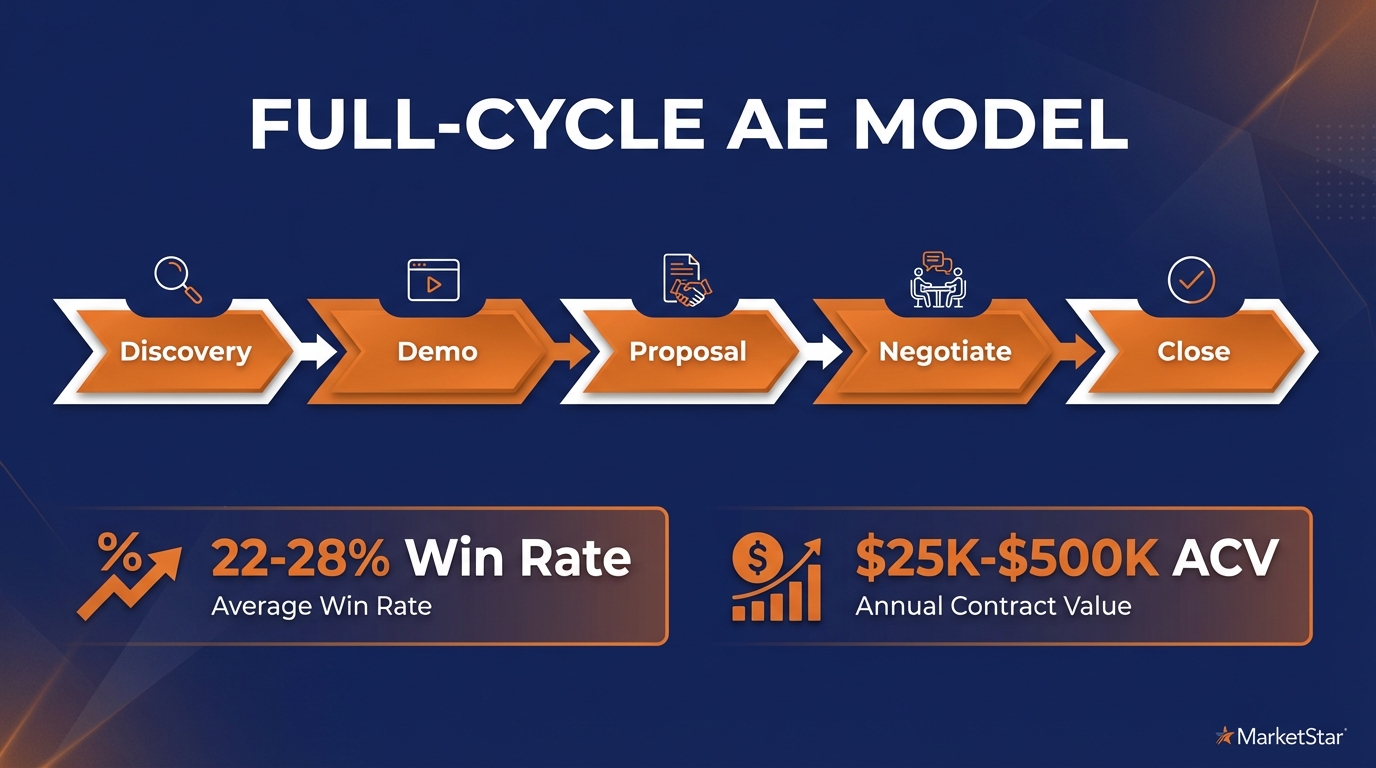 FULL-CYCLE AE MODEL
Discovery
Demo
Proposal
Negotiate
Close
%
22-28% Win Rate
Average Win Rate
$
$25K-$500K ACV
Annual Contract Value
MarketStar